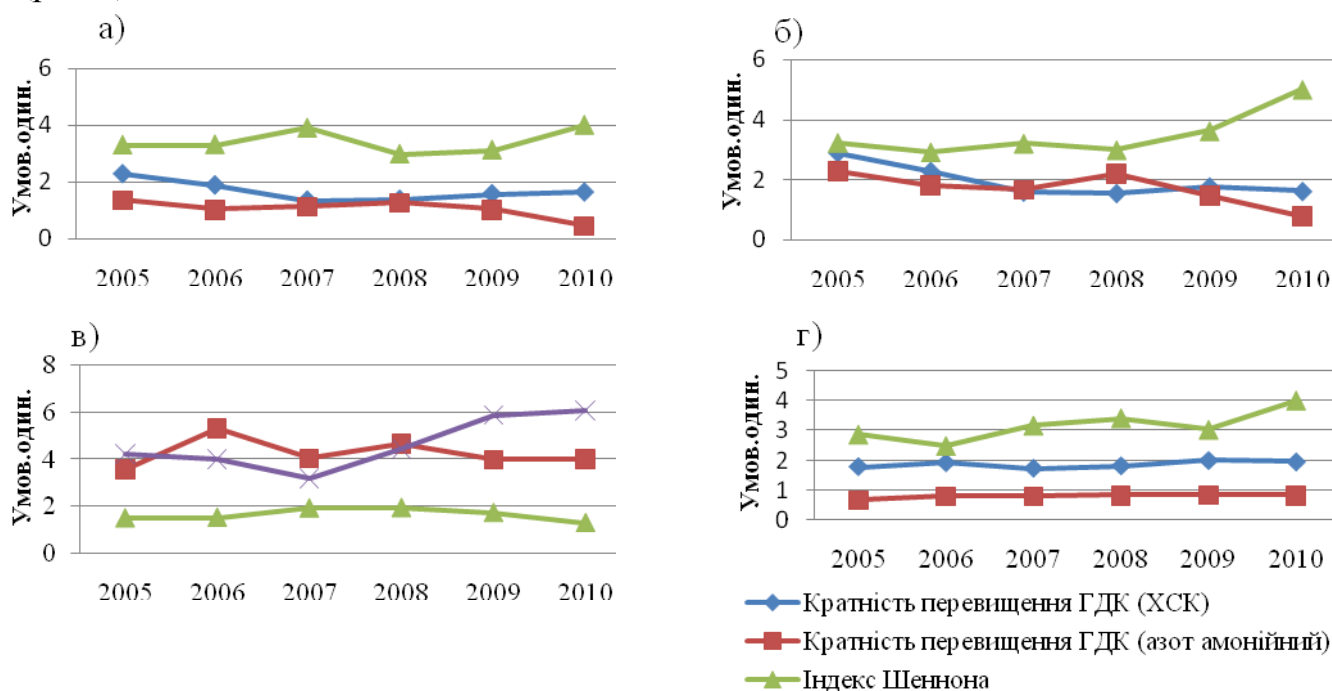 а)
Умов.один.
6
4
2
0
2005 2006 2007 2008 2009 2010
б)
Умов.один.
6
4
2
0
2005 2006 2007 2008 2009 2010
в)
Умов.один.
8
6
4
2
0
2005 2006 2007 2008 2009 2010
г)
Умов.один.
5
4
3
2
1
0
2005 2006 2007 2008 2009 2010
Кратність перевищення ГДК (ХСК)
Кратність перевищення ГДК (азот амонійний)
Індекс Шеннона